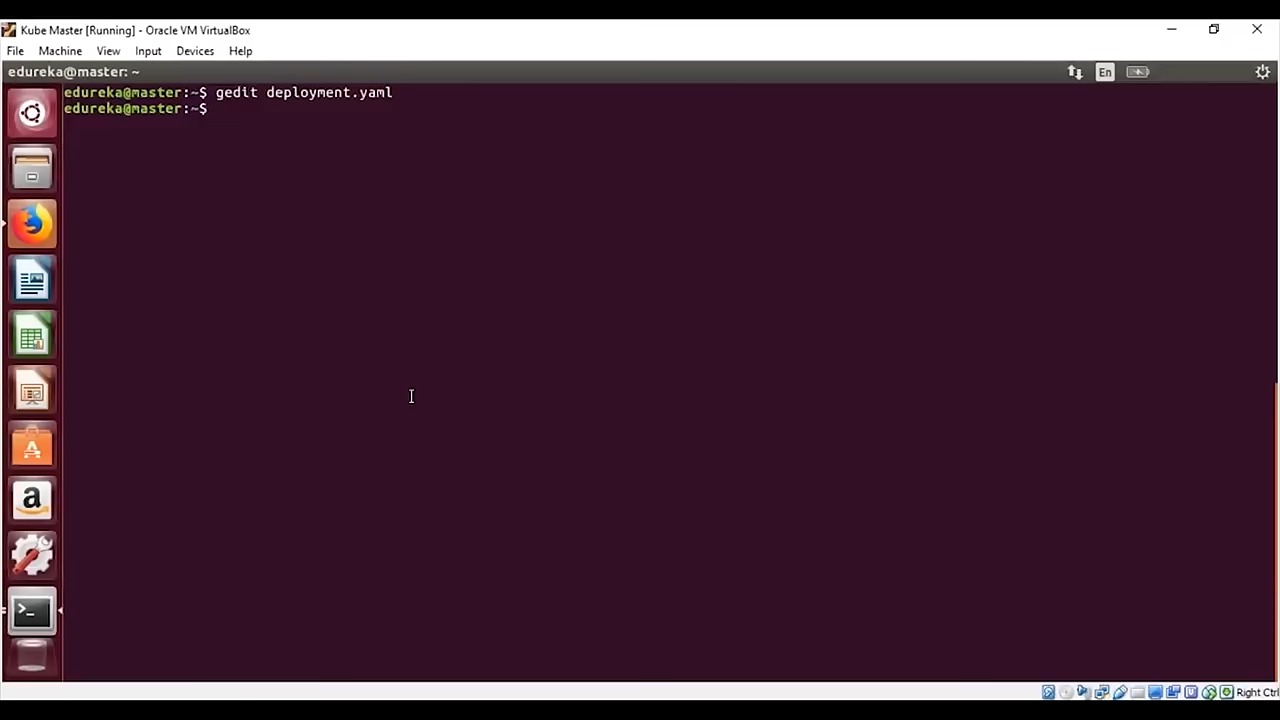 Kube Master [Running] - Oracle VM VirtualBox
File Machine View Input Devices Help
edureka@master: ~
En
edureka@master:~$ gedit deployment.yaml
edureka@master:~$
Right Ctrl